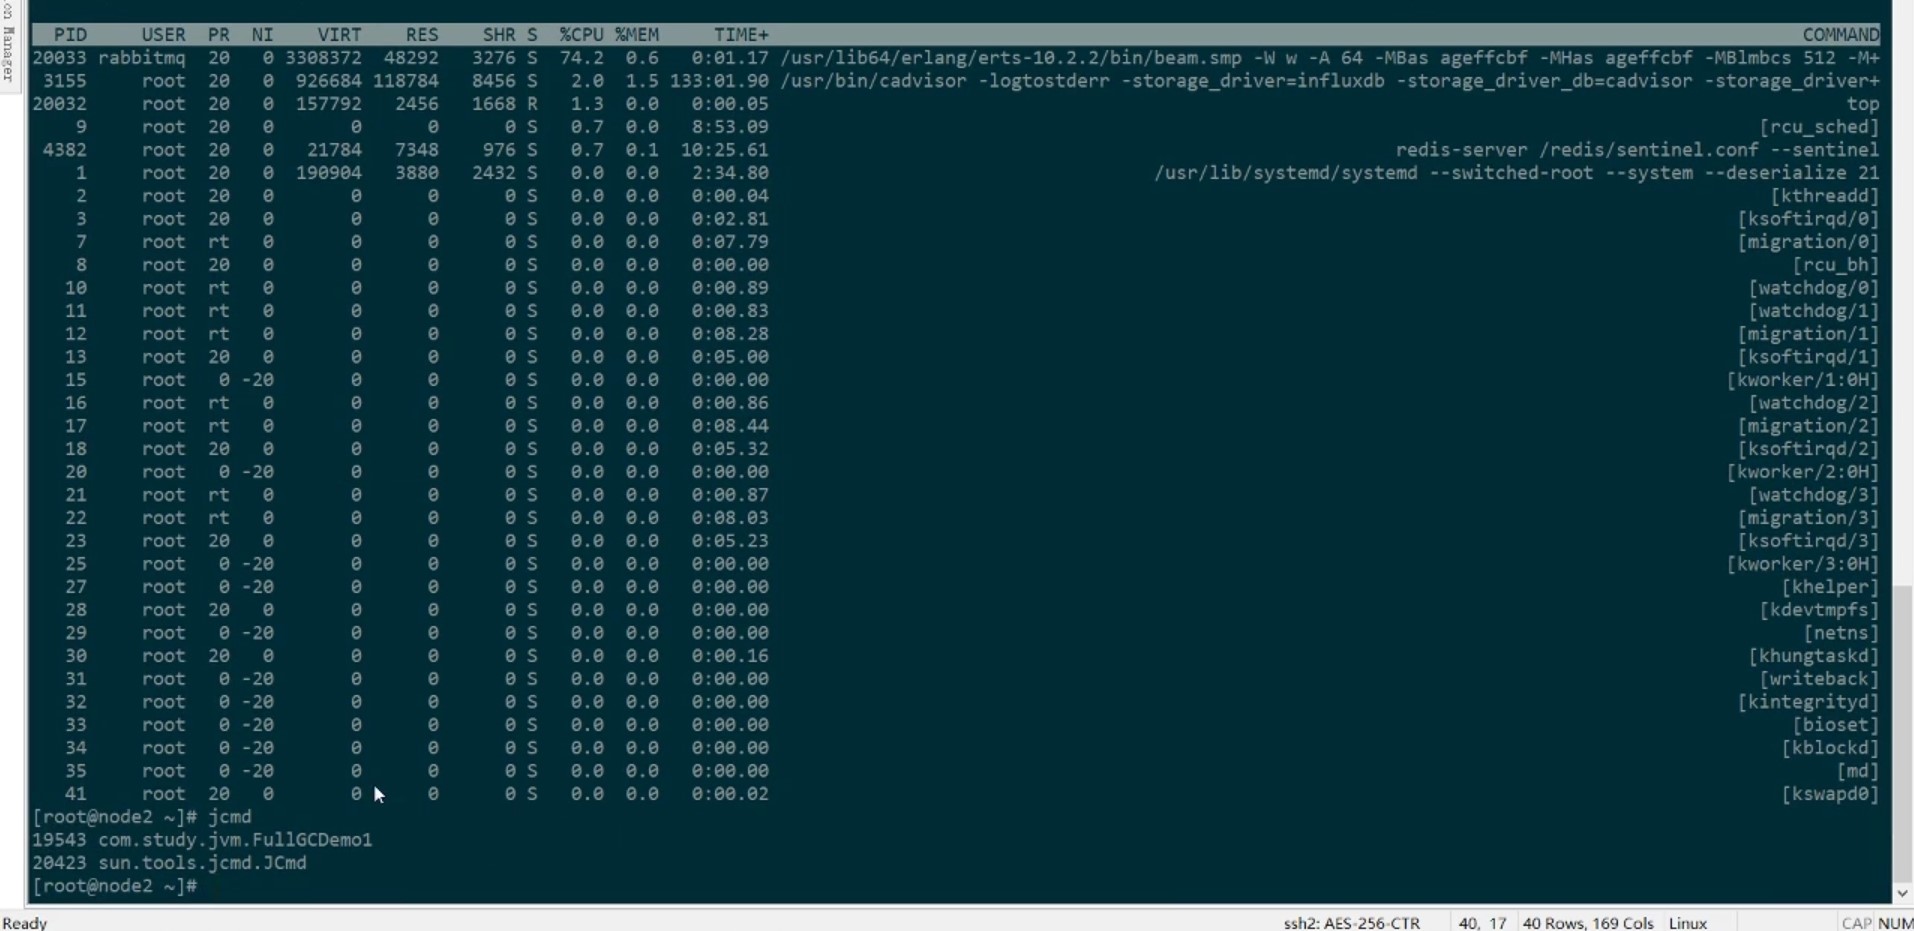 on Manager
PID USER PR NI VIRT RES SHR S %CPU %MEM TIME+ COMMAND
20033 rabbitmq 20 0 3308372 48292 3276 S 74.2 0.6 0:01.17 /usr/lib64/erlang/erts-10.2.2/bin/beam.smp -W w -A 64 -MBas ageffcbf -MHas ageffcbf -MBlmbcs 512 -M+
3155 root 20 0 926684 118784 8456 S 2.0 1.5 133:01.90 /usr/bin/cadvisor -logtostderr -storage_driver=influxdb -storage_driver_db=cadvisor -storage_driver+
20032 root 20 0 157792 2456 1668 R 1.3 0.0 0:00.05 top
9 root 20 0 0 0 0 S 0.7 0.0 8:53.09 [rcu_sched]
4382 root 20 0 21784 7348 976 S 0.7 0.1 10:25.61 redis-server /redis/sentinel.conf --sentinel
1 root 20 0 190904 3880 2432 S 0.0 0.0 2:34.80 /usr/lib/systemd/systemd --switched-root --system --deserialize 21
2 root 20 0 0 0 0 S 0.0 0.0 0:00.04 [kthreadd]
3 root 20 0 0 0 0 S 0.0 0.0 0:02.81 [ksoftirqd/0]
7 root rt 0 0 0 0 S 0.0 0.0 0:07.79 [migration/0]
8 root 20 0 0 0 0 S 0.0 0.0 0:00.00 [rcu_bh]
10 root rt 0 0 0 0 S 0.0 0.0 0:00.89 [watchdog/0]
11 root rt 0 0 0 0 S 0.0 0.0 0:00.83 [watchdog/1]
12 root rt 0 0 0 0 S 0.0 0.0 0:08.28 [migration/1]
13 root 20 0 0 0 0 S 0.0 0.0 0:05.00 [ksoftirqd/1]
15 root 0 -20 0 0 0 S 0.0 0.0 0:00.00 [kworker/1:0H]
16 root rt 0 0 0 0 S 0.0 0.0 0:00.86 [watchdog/2]
17 root rt 0 0 0 0 S 0.0 0.0 0:08.44 [migration/2]
18 root 20 0 0 0 0 S 0.0 0.0 0:05.32 [ksoftirqd/2]
20 root 0 -20 0 0 0 S 0.0 0.0 0:00.00 [kworker/2:0H]
21 root rt 0 0 0 0 S 0.0 0.0 0:00.87 [watchdog/3]
22 root rt 0 0 0 0 S 0.0 0.0 0:08.03 [migration/3]
23 root 20 0 0 0 0 S 0.0 0.0 0:05.23 [ksoftirqd/3]
25 root 0 -20 0 0 0 S 0.0 0.0 0:00.00 [kworker/3:0H]
27 root 0 -20 0 0 0 S 0.0 0.0 0:00.00 [khelper]
28 root 20 0 0 0 0 S 0.0 0.0 0:00.00 [kdevtmpfs]
29 root 0 -20 0 0 0 S 0.0 0.0 0:00.00 [netns]
30 root 20 0 0 0 0 S 0.0 0.0 0:00.16 [khungtaskd]
31 root 0 -20 0 0 0 S 0.0 0.0 0:00.00 [writeback]
32 root 0 -20 0 0 0 S 0.0 0.0 0:00.00 [kintegrityd]
33 root 0 -20 0 0 0 S 0.0 0.0 0:00.00 [bioset]
34 root 0 -20 0 0 0 S 0.0 0.0 0:00.00 [kblockd]
35 root 0 -20 0 0 0 S 0.0 0.0 0:00.00 [md]
41 root 20 0 0 0 0 S 0.0 0.0 0:00.02 [kswapd0]
[root@node2 ~]# jcmd
19543 com.study.jvm.FullGCDemo1
20423 sun.tools.jcmd.JCmd
[root@node2 ~]#
Ready ssh2: AES-256-CTR 40, 17 40 Rows, 169 Cols Linux CAP NUM